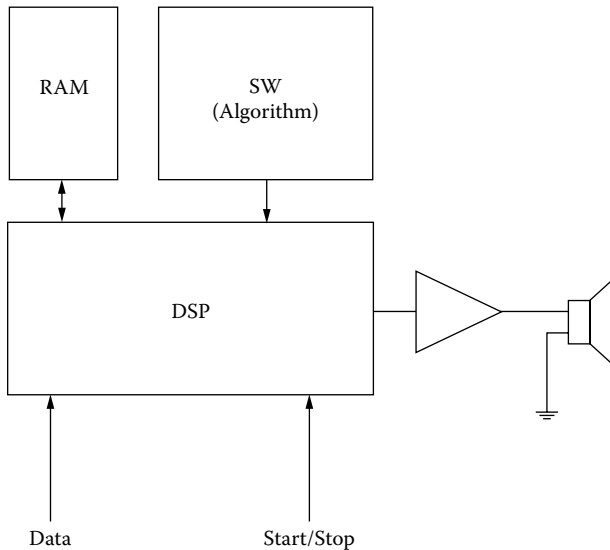 RAM
SW
(Algorithm)
DSP
Data
Start/Stop